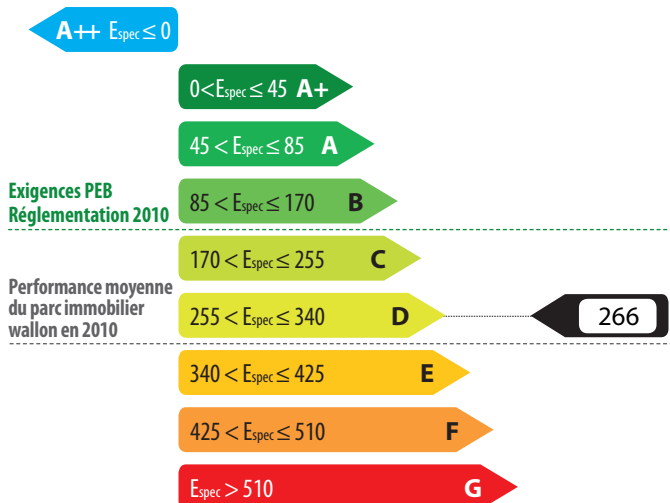 A++ Espec ≤ 0
0<Espec ≤ 45 A+
45 < Espec ≤ 85 A
Exigences PEB
Réglementation 2010
85 < Espec ≤ 170 B
170 < Espec ≤ 255 C
Performance moyenne
du parc immobilier
wallon en 2010
255 < Espec ≤ 340 D
266
340 < Espec ≤ 425 E
425 < Espec ≤ 510 F
Espec > 510 G